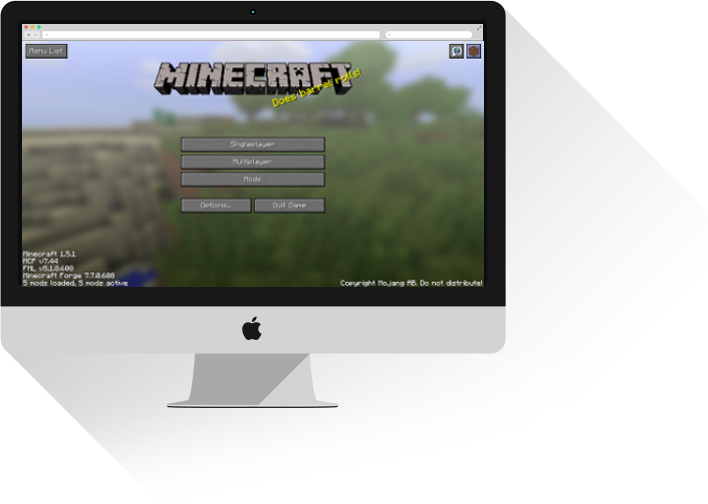 Menu List
MINECRAFT
Does barrel rolls!
Singleplayer
Multiplayer
Mods
Options...
Quit Game
Minecraft 1.5.1
MCP v7.44
FML v5.1.8.608
Minecraft Forge 7.7.0.608
5 mods loaded, 5 mods active
Copyright Mojang AB. Do not distribute!